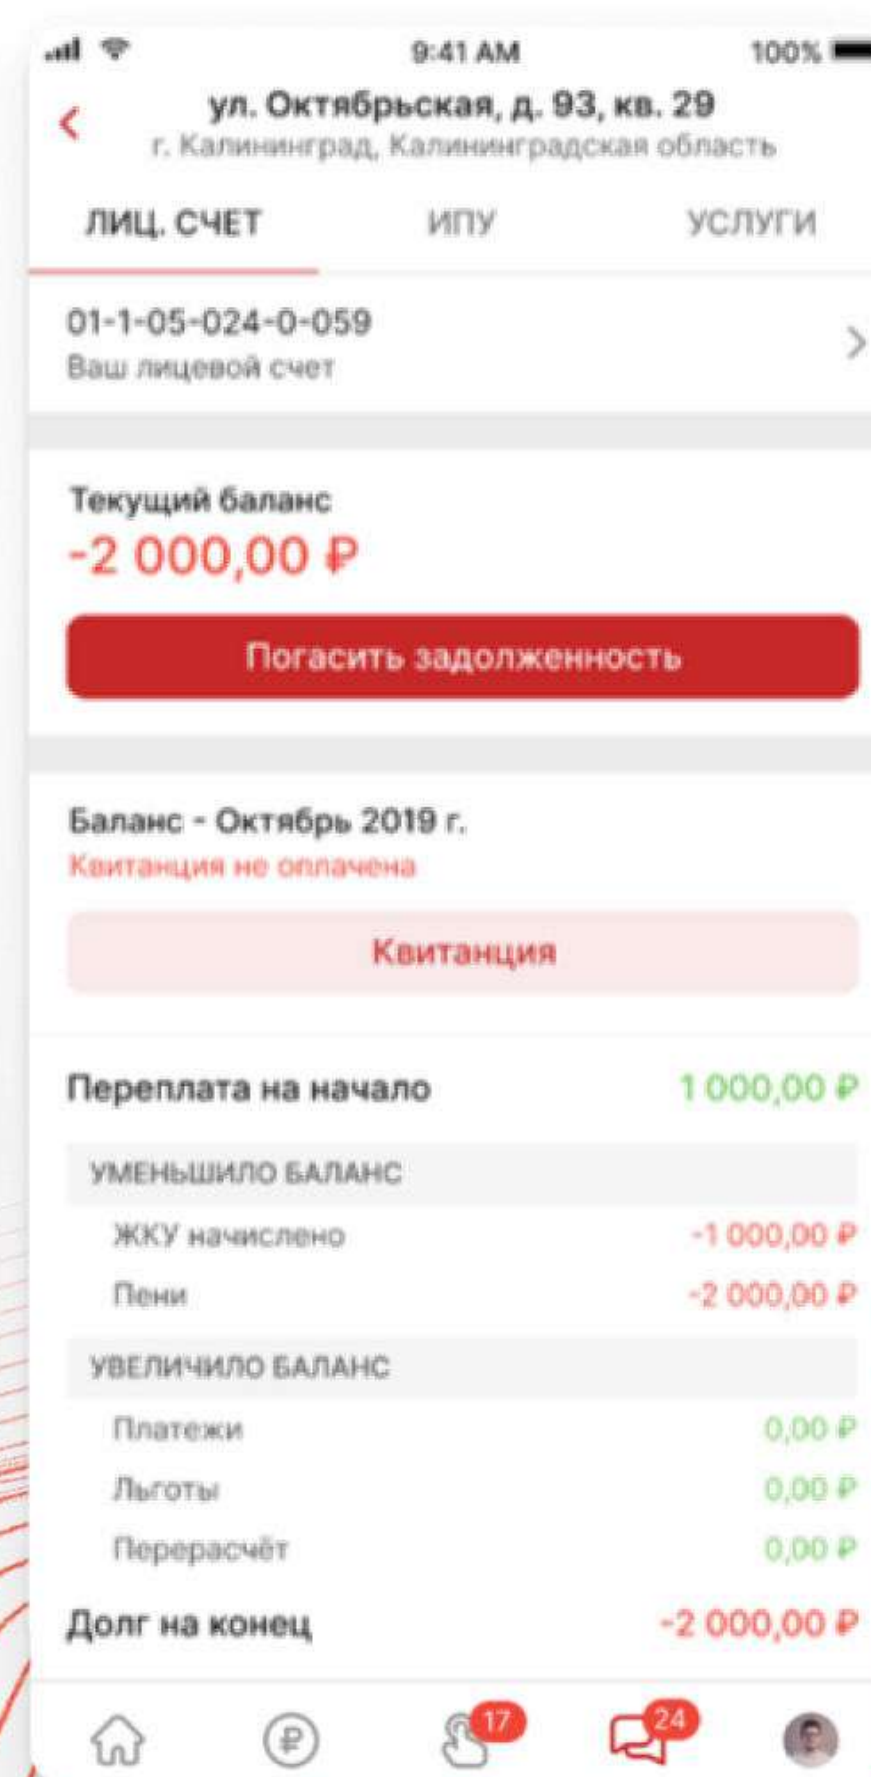 9:41 AM 100%
ул. Октябрьская, д. 93, кв. 29
г. Калининград, Калининградская область
ЛИЦ. СЧЕТ ИПУ УСЛУГИ
01-1-05-024-0-059
Ваш лицевой счет
Текущий баланс
-2 000,00 ₽
Погасить задолженность
Баланс - Октябрь 2019 г.
Квитанция не оплачена
Квитанция
Переплата на начало 1 000,00 ₽
УМЕНЬШИЛО БАЛАНС
ЖКУ начислено -1 000,00 ₽
Пени -2 000,00 ₽
УВЕЛИЧИЛО БАЛАНС
Платежи 0,00 ₽
Льготы 0,00 ₽
Перерасчёт 0,00 ₽
Долг на конец -2 000,00 ₽
₽ 17 24